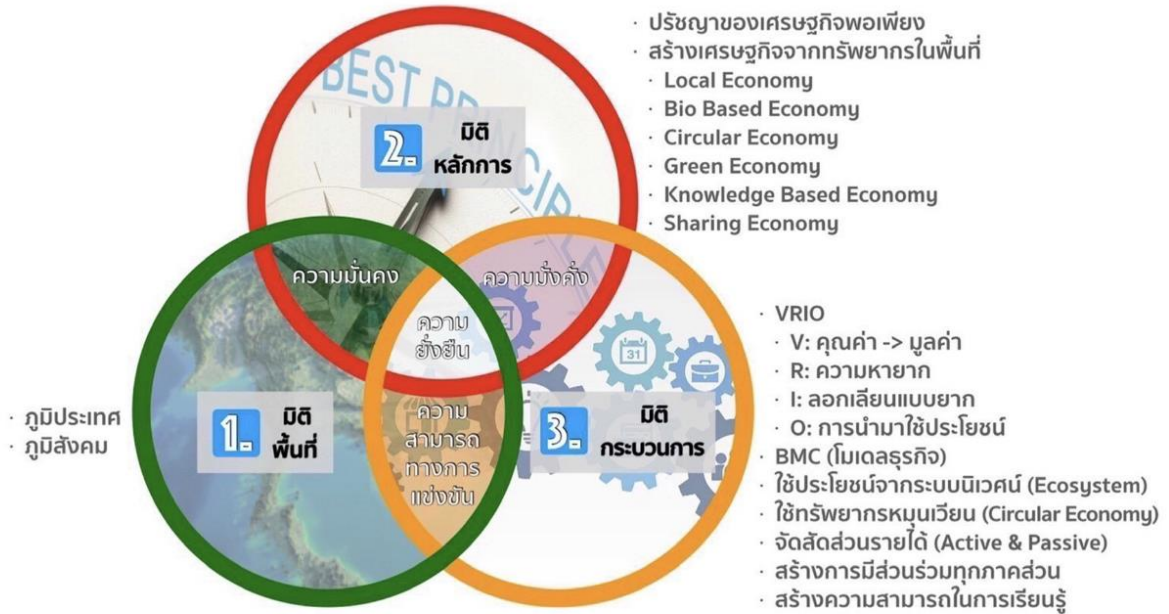 · ปรัชญาของเศรษฐกิจพอเพียง
· สร้างเศรษฐกิจจากทรัพยากรในพื้นที่
· Local Economy
· Bio Based Economy
· Circular Economy
· Green Economy
· Knowledge Based Economy
· Sharing Economy
BEST PRINCIPLE
2. มิติ
หลักการ
ความมั่นคง
ความมั่งคั่ง
ความ
ยั่งยืน
· ภูมิประเทศ
· ภูมิสังคม
1. มิติ
พื้นที่
ความ
สามารถ
ทางการ
แข่งขัน
31
3. มิติ
กระบวนการ
· VRIO
· V: คุณค่า -> มูลค่า
· R: ความหายาก
· I: ลอกเลียนแบบยาก
· O: การนำมาใช้ประโยชน์
· BMC (โมเดลธุรกิจ)
· ใช้ประโยชน์จากระบบนิเวศน์ (Ecosystem)
· ใช้ทรัพยากรหมุนเวียน (Circular Economy)
· จัดสัดส่วนรายได้ (Active & Passive)
· สร้างการมีส่วนร่วมทุกภาคส่วน
· สร้างความสามารถในการเรียนรู้